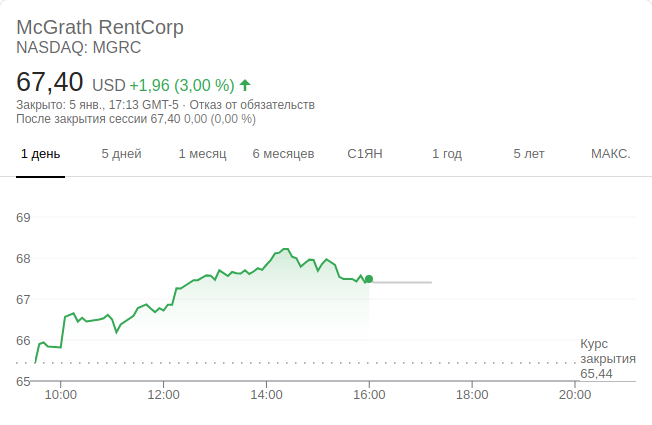 McGrath RentCorp
NASDAQ: MGRC
67,40 USD +1,96 (3,00 %)
Закрыто: 5 янв., 17:13 GMT-5 · Отказ от обязательств
После закрытия сессии 67,40 0,00 (0,00 %)
1 день 5 дней 1 месяц 6 месяцев С1ЯН 1 год 5 лет МАКС.
69
68
67
66
Курс
закрытия
65,44
65
10:00 12:00 14:00 16:00 18:00 20:00